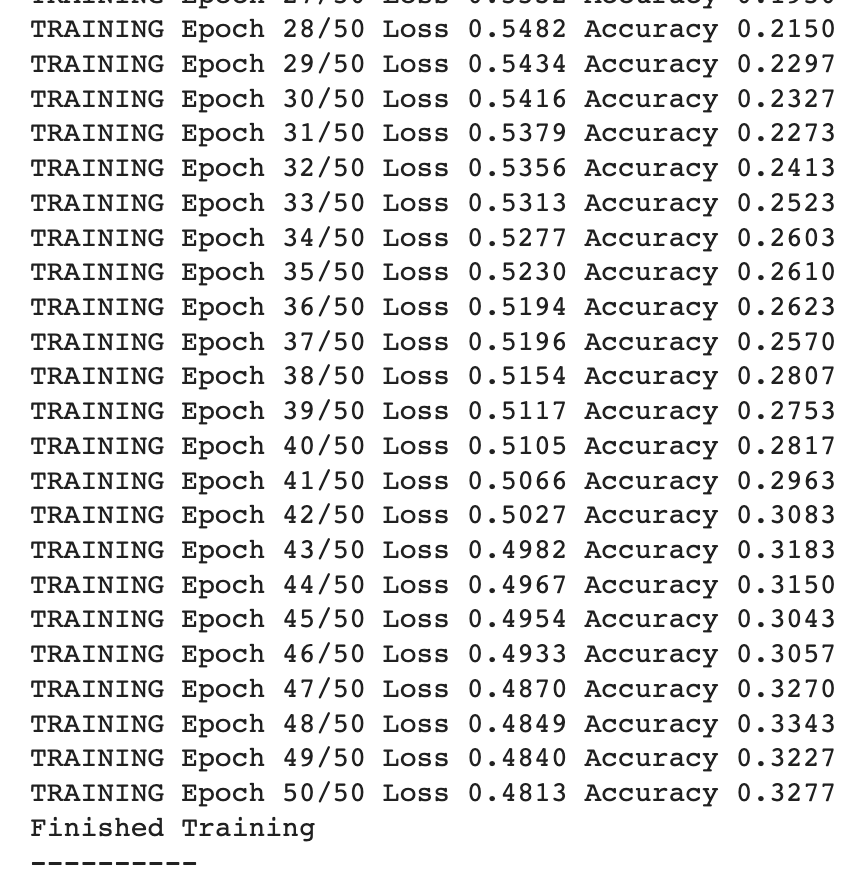 TRAINING Epoch 28/50 Loss 0.5482 Accuracy 0.2150
TRAINING Epoch 29/50 Loss 0.5434 Accuracy 0.2297
TRAINING Epoch 30/50 Loss 0.5416 Accuracy 0.2327
TRAINING Epoch 31/50 Loss 0.5379 Accuracy 0.2273
TRAINING Epoch 32/50 Loss 0.5356 Accuracy 0.2413
TRAINING Epoch 33/50 Loss 0.5313 Accuracy 0.2523
TRAINING Epoch 34/50 Loss 0.5277 Accuracy 0.2603
TRAINING Epoch 35/50 Loss 0.5230 Accuracy 0.2610
TRAINING Epoch 36/50 Loss 0.5194 Accuracy 0.2623
TRAINING Epoch 37/50 Loss 0.5196 Accuracy 0.2570
TRAINING Epoch 38/50 Loss 0.5154 Accuracy 0.2807
TRAINING Epoch 39/50 Loss 0.5117 Accuracy 0.2753
TRAINING Epoch 40/50 Loss 0.5105 Accuracy 0.2817
TRAINING Epoch 41/50 Loss 0.5066 Accuracy 0.2963
TRAINING Epoch 42/50 Loss 0.5027 Accuracy 0.3083
TRAINING Epoch 43/50 Loss 0.4982 Accuracy 0.3183
TRAINING Epoch 44/50 Loss 0.4967 Accuracy 0.3150
TRAINING Epoch 45/50 Loss 0.4954 Accuracy 0.3043
TRAINING Epoch 46/50 Loss 0.4933 Accuracy 0.3057
TRAINING Epoch 47/50 Loss 0.4870 Accuracy 0.3270
TRAINING Epoch 48/50 Loss 0.4849 Accuracy 0.3343
TRAINING Epoch 49/50 Loss 0.4840 Accuracy 0.3227
TRAINING Epoch 50/50 Loss 0.4813 Accuracy 0.3277
Finished Training
----------